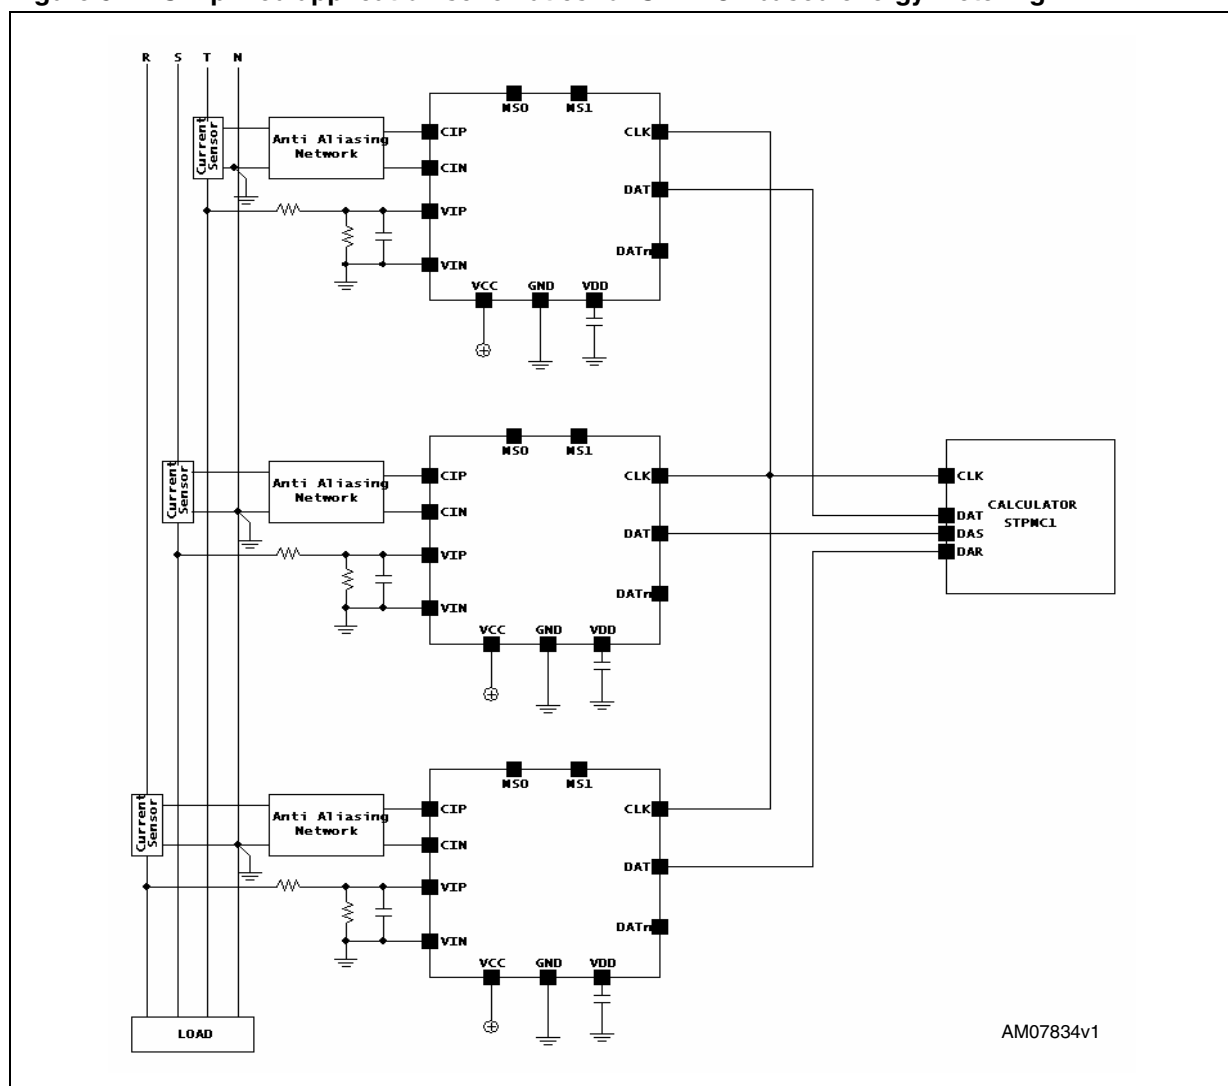 R S T N
MS0 MS1
Current
Sensor
Anti Aliasing
Network
CIP
CIN
VIP
VIN
CLK
DAT
DATn
VCC GND VDD
MS0 MS1
Current
Sensor
Anti Aliasing
Network
CIP
CIN
VIP
VIN
CLK
DAT
DATn
VCC GND VDD
CLK
DAT
DAS
DAR
CALCULATOR
STPMC1
MS0 MS1
Current
Sensor
Anti Aliasing
Network
CIP
CIN
VIP
VIN
CLK
DAT
DATn
VCC GND VDD
LOAD
AM07834v1